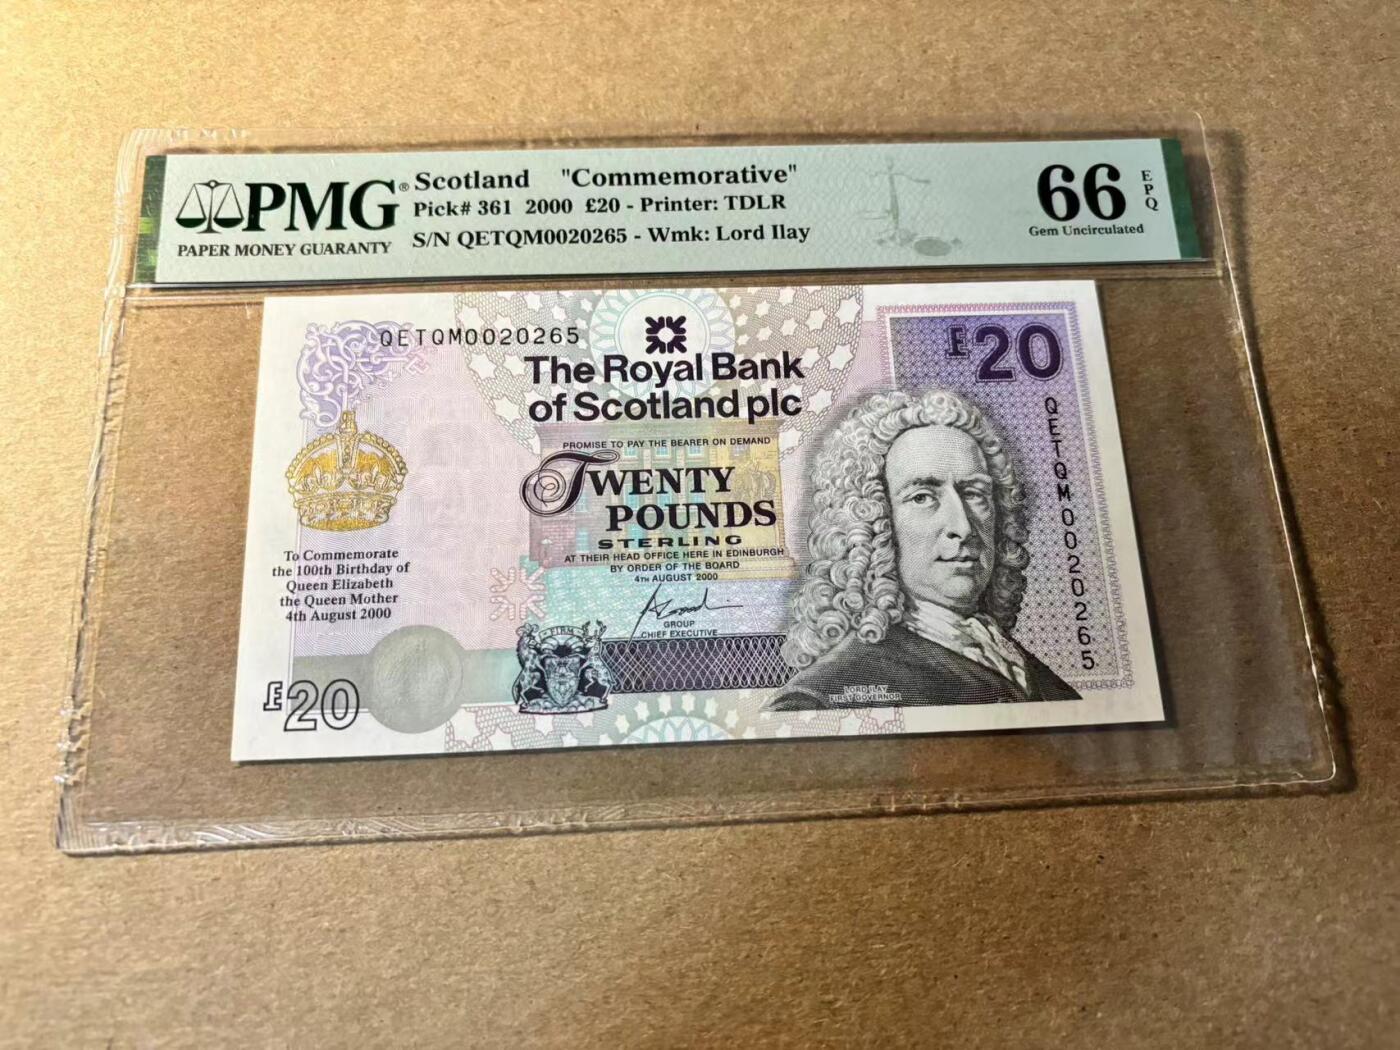 PMG®
PAPER MONEY GUARANTY
Scotland "Commemorative"
Pick# 361 2000 £20 - Printer: TDLR
S/N QETQM0020265 - Wmk: Lord Ilay
66
EPQ
Gem Uncirculated
QETQM0020265
The Royal Bank
of Scotland plc
£20
PROMISE TO PAY THE BEARER ON DEMAND
TWENTY
POUNDS
STERLING
AT THEIR HEAD OFFICE HERE IN EDINBURGH
BY ORDER OF THE BOARD
4TH AUGUST 2000
GROUP
CHIEF EXECUTIVE
To Commemorate
the 100th Birthday of
Queen Elizabeth
the Queen Mother
4th August 2000
£20
FIRM
LORD ILAY
FIRST GOVERNOR
QETQM0020265